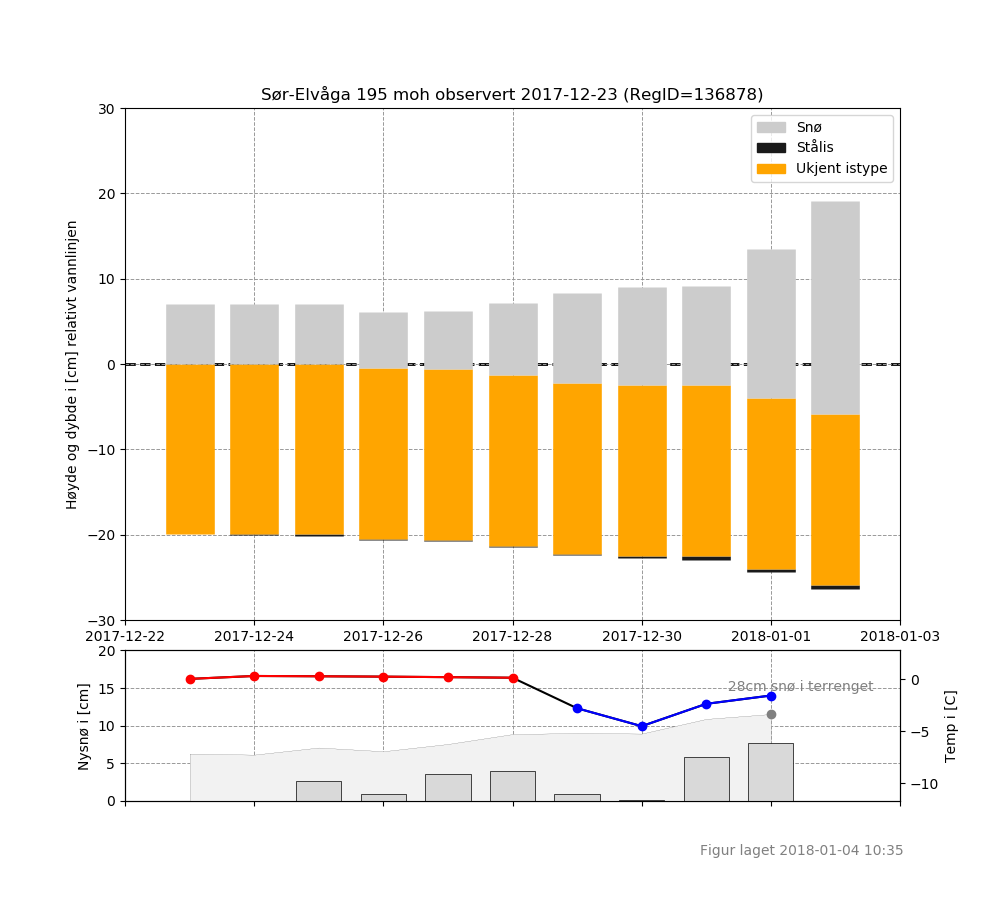 Sør-Elvåga 195 moh observert 2017-12-23 (RegID=136878)
30
20
10
0
−10
−20
−30
Høyde og dybde i [cm] relativt vannlinjen
Snø
Stålis
Ukjent istype
2017-12-22
2017-12-24
2017-12-26
2017-12-28
2017-12-30
2018-01-01
2018-01-03
20
15
10
5
0
Nysnø i [cm]
28cm snø i terrenget
0
−5
−10
Temp i [C]
Figur laget 2018-01-04 10:35